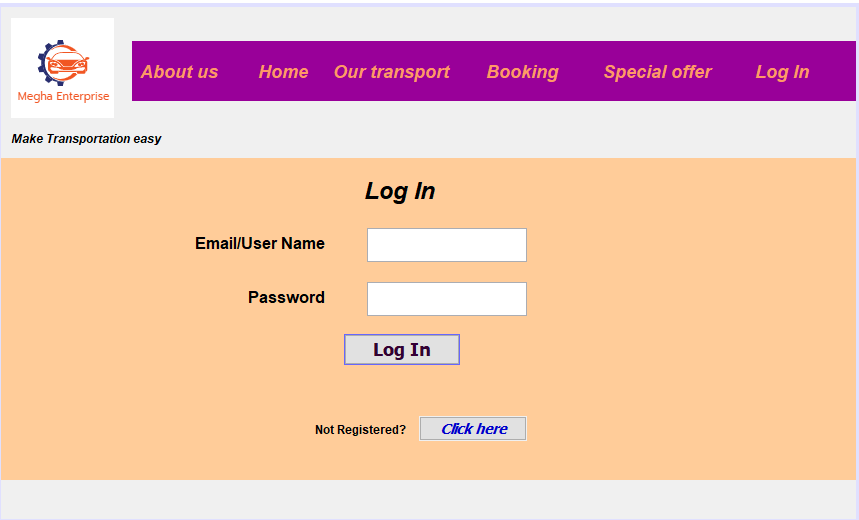 Megha Enterprise
About us Home Our transport Booking Special offer Log In
Make Transportation easy
Log In
Email/User Name
Password
Log In
Not Registered? Click here